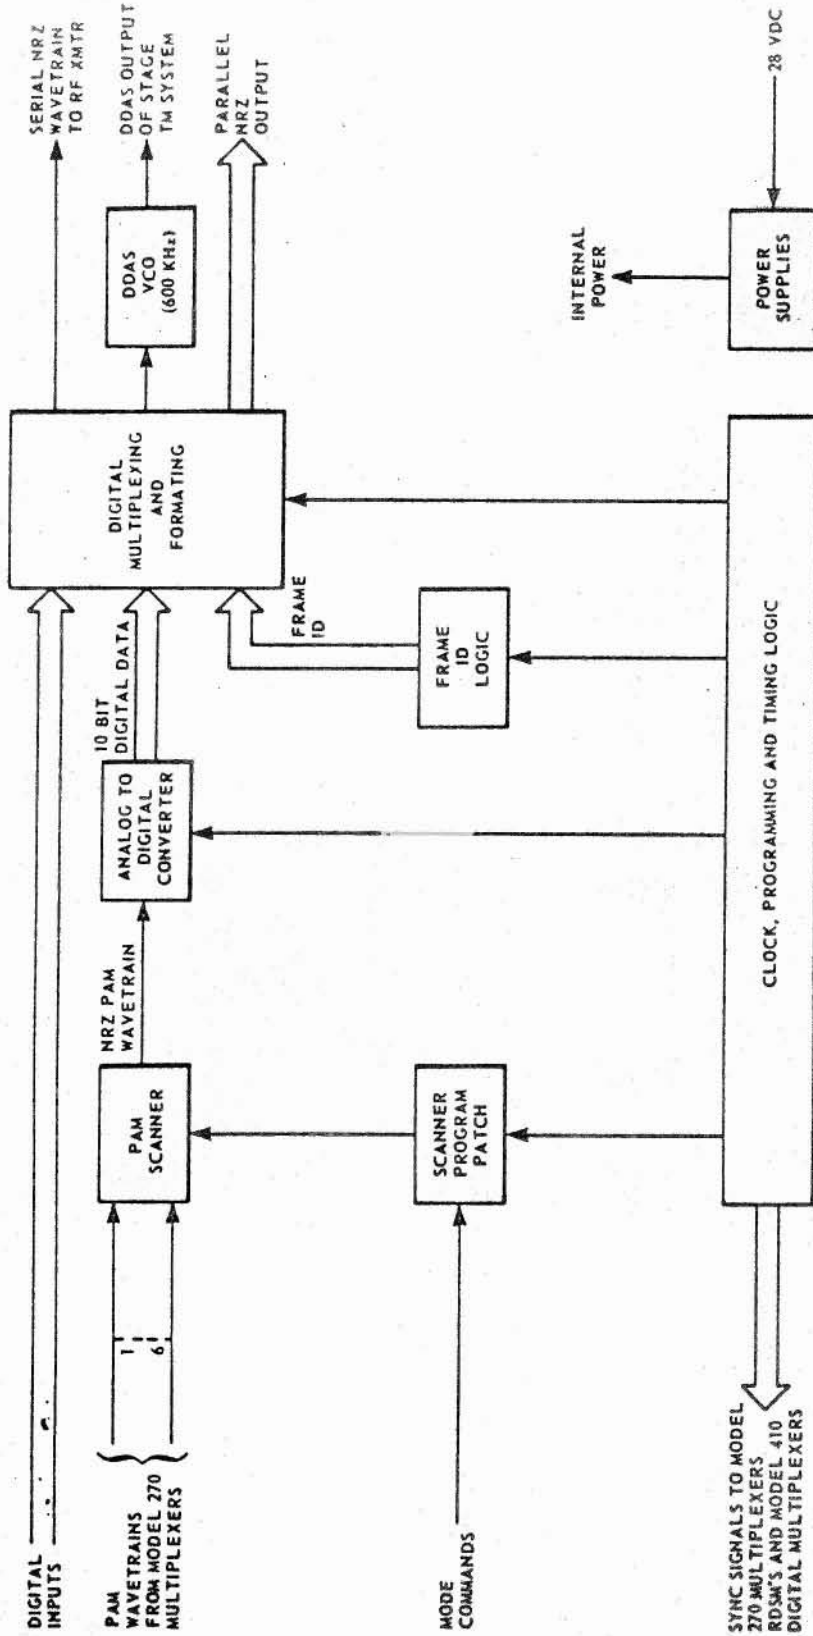 DIGITAL
INPUTS
PAM
WAVETRAINS
FROM MODEL 270
MULTIPLEXERS
1
6
PAM
SCANNER
NRZ PAM
WAVETRAIN
ANALOG TO
DIGITAL
CONVERTER
10 BIT
DIGITAL DATA
DIGITAL
MULTIPLEXING
AND
FORMATING
SERIAL NRZ
WAVETRAIN
TO RF XMTR
DDAS
VCO
(600 KHz)
DDAS OUTPUT
OF STAGE
TM SYSTEM
PARALLEL
NRZ
OUTPUT
FRAME
ID
MODE
COMMANDS
SCANNER
PROGRAM
PATCH
FRAME
ID
LOGIC
INTERNAL
POWER
SYNC SIGNALS TO MODEL
270 MULTIPLEXERS
RDSM'S AND MODEL 410
DIGITAL MULTIPLEXERS
CLOCK, PROGRAMMING AND TIMING LOGIC
POWER
SUPPLIES
28 VDC